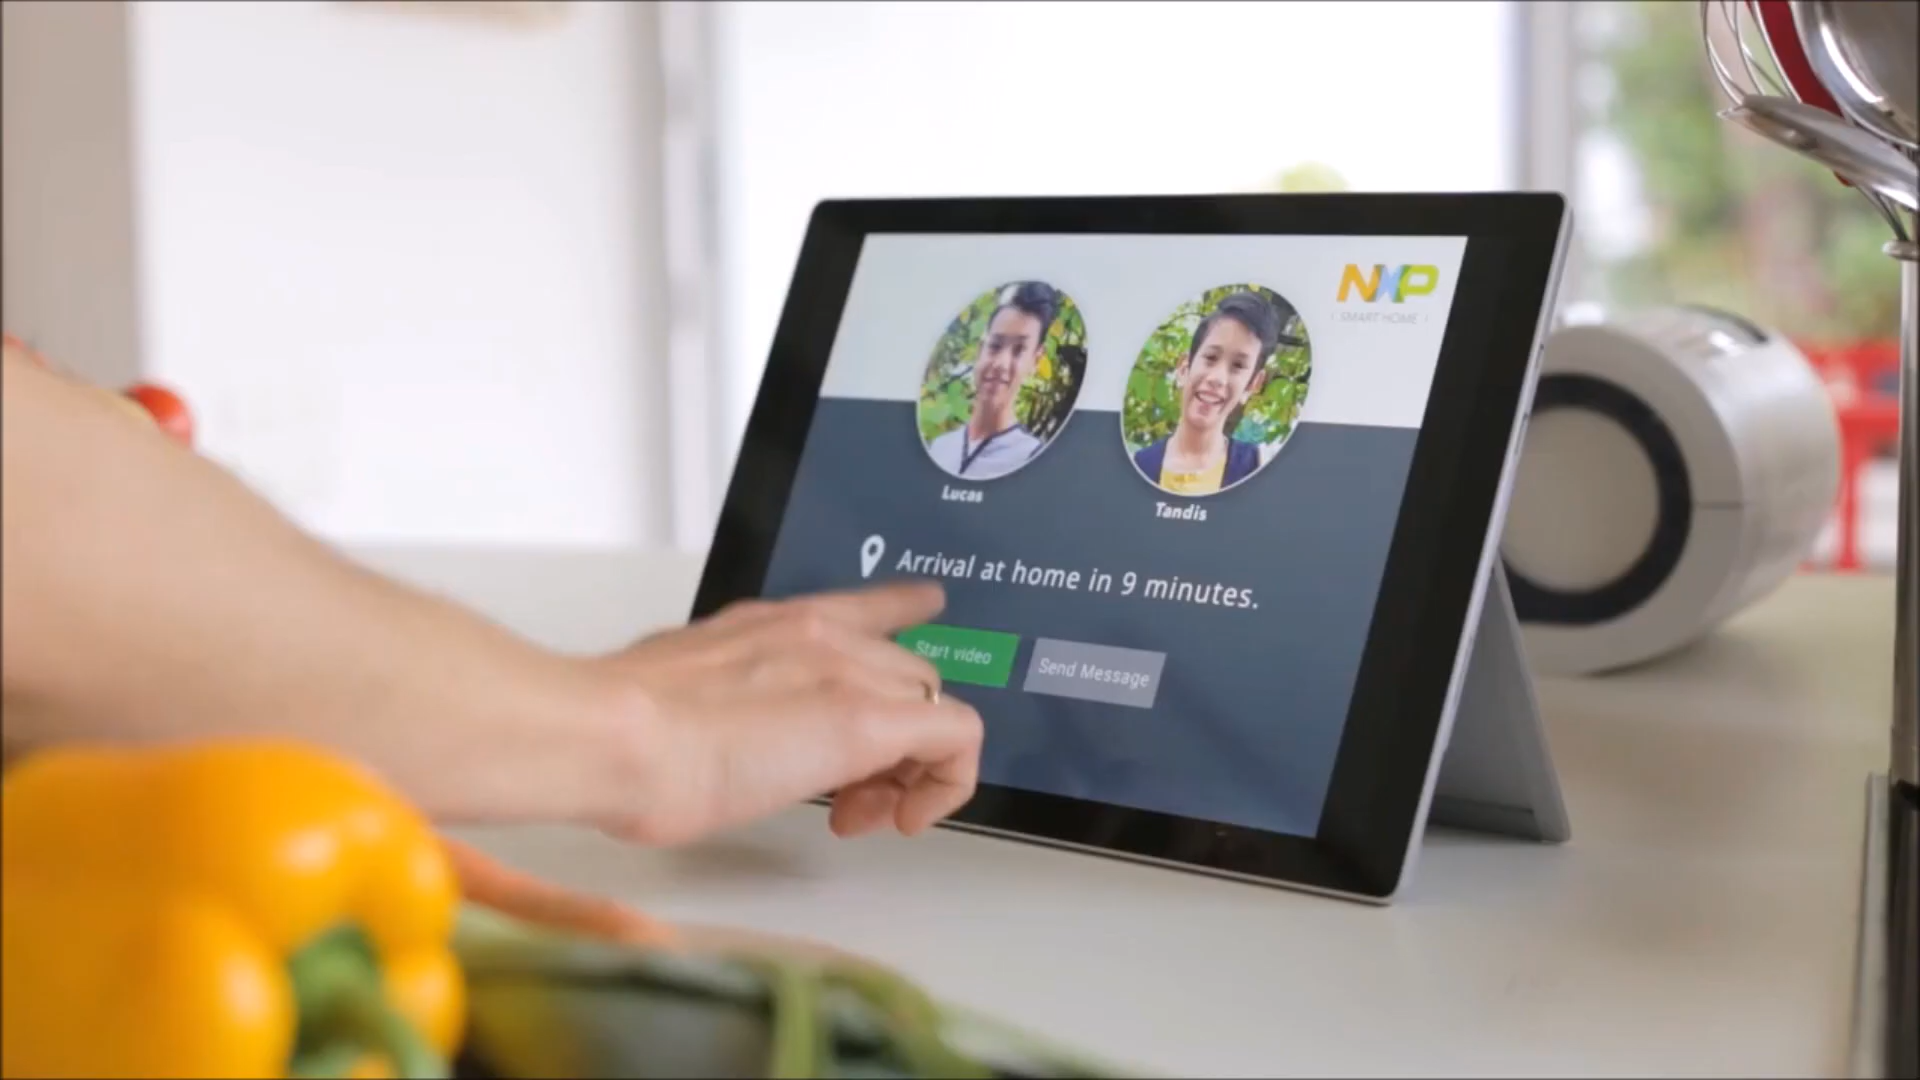 NXP
SMART HOME
Lucas
Tandis
Arrival at home in 9 minutes.
Start video
Send Message